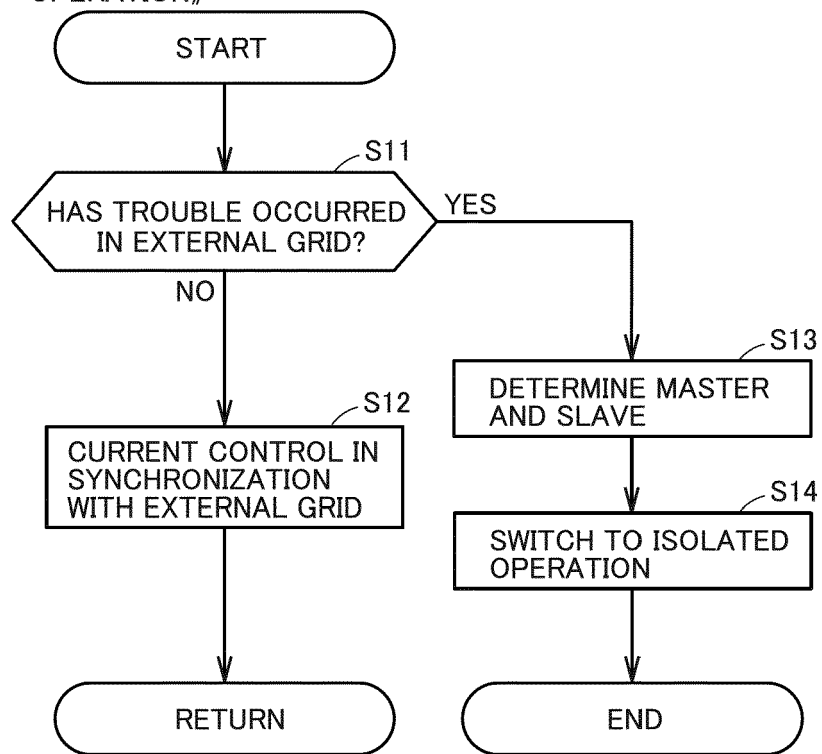 START
S11
HAS TROUBLE OCCURRED
IN EXTERNAL GRID?
YES
NO
S12
CURRENT CONTROL IN
SYNCHRONIZATION
WITH EXTERNAL GRID
S13
DETERMINE MASTER
AND SLAVE
S14
SWITCH TO ISOLATED
OPERATION
RETURN
END